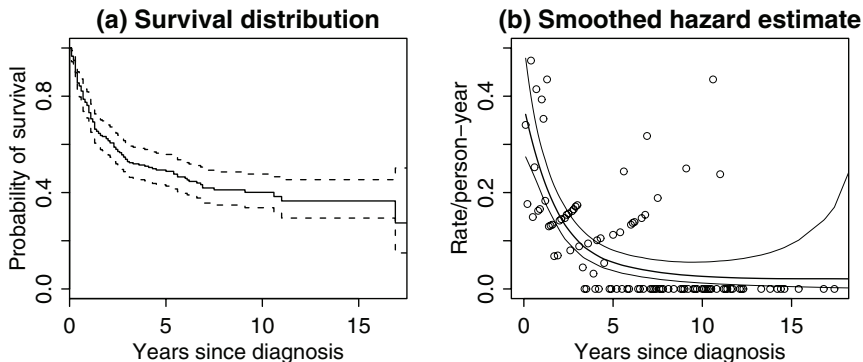 (a) Survival distribution
Probability of survival
0.0 0.4 0.8
0 5 10 15
Years since diagnosis
(b) Smoothed hazard estimate
Rate/person−year
0.0 0.2 0.4
0 5 10 15
Years since diagnosis